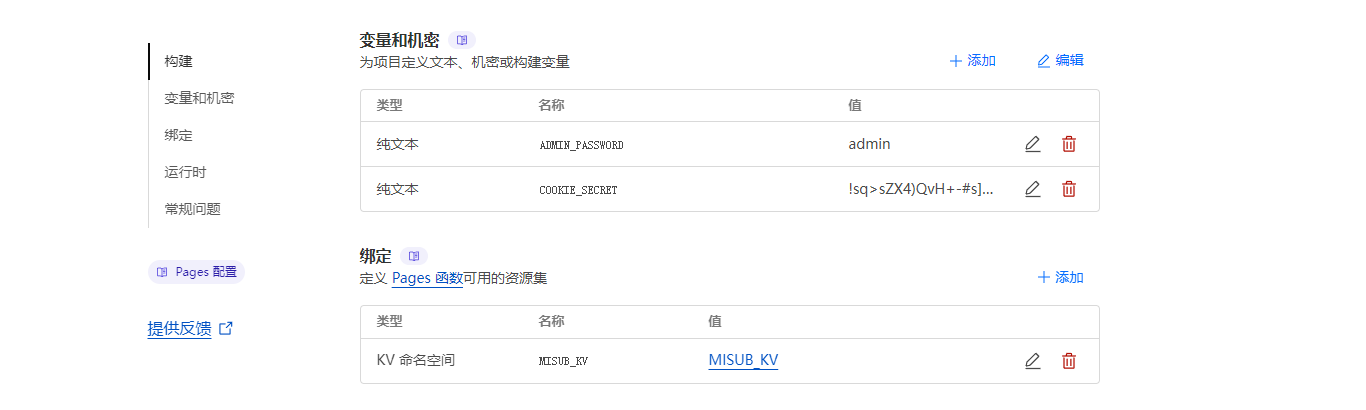 构建
变量和机密
绑定
运行时
常规问题
Pages 配置
提供反馈
变量和机密
为项目定义文本、机密或构建变量
添加 编辑
类型 名称 值
纯文本 ADMIN_PASSWORD admin
纯文本 COOKIE_SECRET !sq>sZX4)QvH+-#s]...
绑定
定义 Pages 函数可用的资源集
添加
类型 名称 值
KV 命名空间 MISUB_KV MISUB_KV